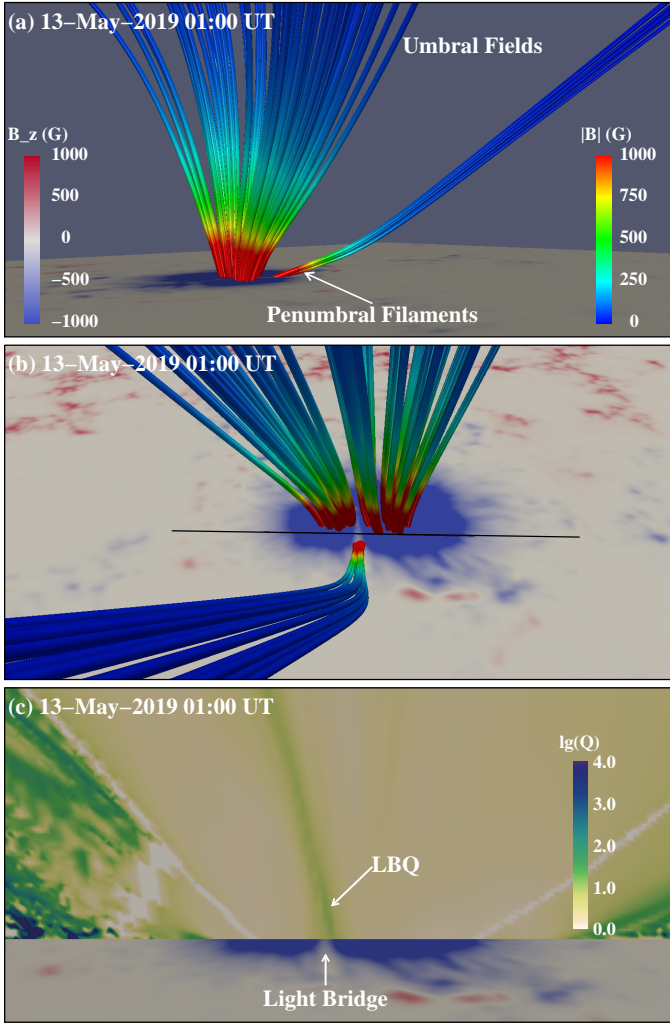 (a) 13−May−2019 01:00 UT
Umbral Fields
B_z (G)
1000
500
0
−500
−1000
|B| (G)
1000
750
500
250
0
Penumbral Filaments
(b) 13−May−2019 01:00 UT
(c) 13−May−2019 01:00 UT
lg(Q)
4.0
3.0
2.0
1.0
0.0
LBQ
Light Bridge